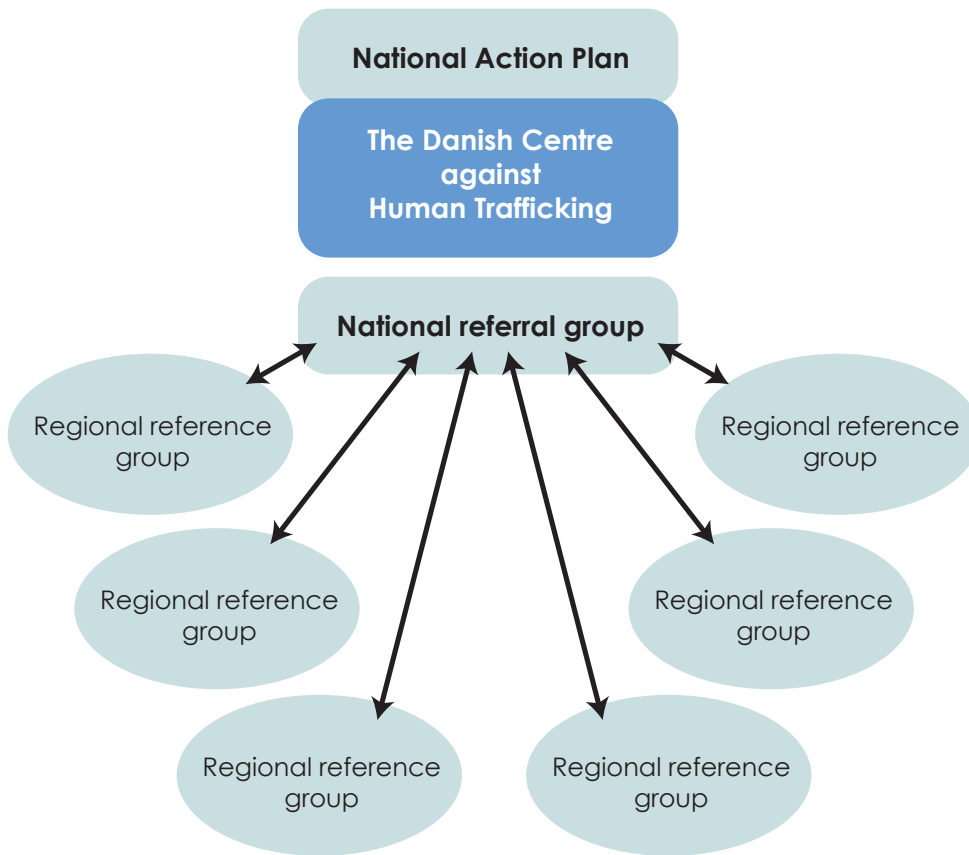 National Action Plan
The Danish Centre
against
Human Trafficking
National referral group
Regional reference
group
Regional reference
group
Regional reference
group
Regional reference
group
Regional reference
group
Regional reference
group